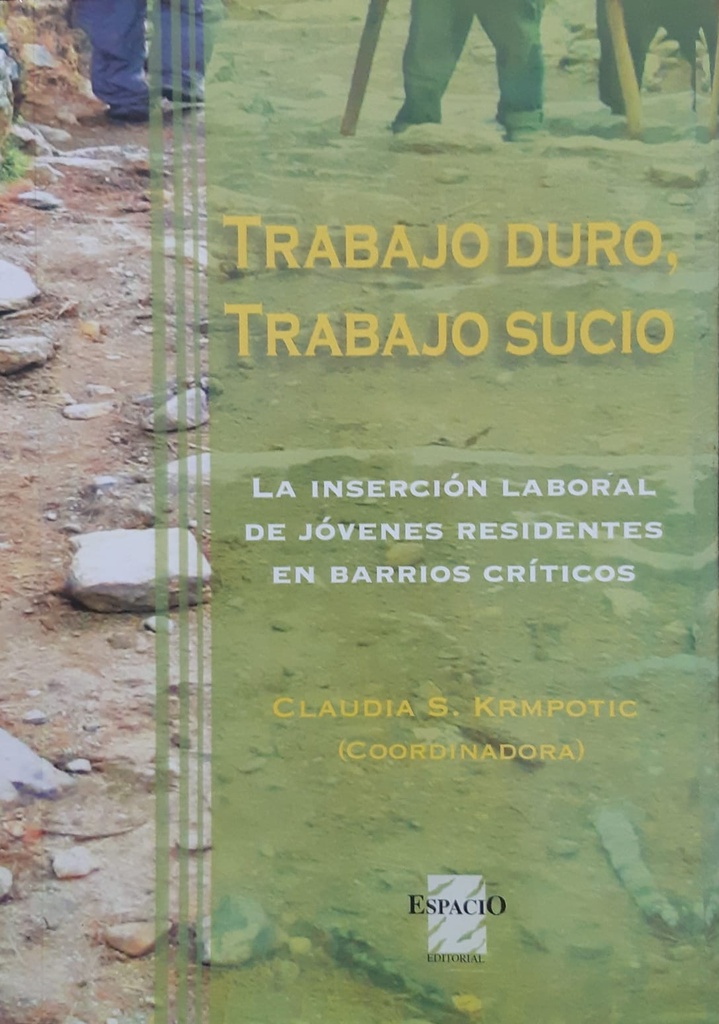 TRABAJO DURO,
TRABAJO SUCIO
LA INSERCIÓN LABORAL
DE JÓVENES RESIDENTES
EN BARRIOS CRÍTICOS
CLAUDIA S. KRMPOTIC
(COORDINADORA)
ESPACIO
EDITORIAL